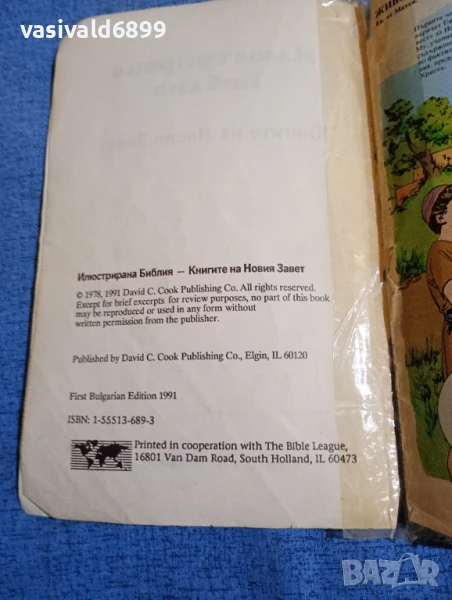 vasivald6899
Илюстрирана Библия — Книгите на Новия Завет
© 1978, 1991 David C. Cook Publishing Co. All rights reserved.
Except for brief excerpts for review purposes, no part of this book
may be reproduced or used in any form without
written permission from the publisher.
Published by David C. Cook Publishing Co., Elgin, IL 60120
First Bulgarian Edition 1991
ISBN: 1-55513-689-3
Printed in cooperation with The Bible League,
16801 Van Dam Road, South Holland, IL 60473
Първите
Христа.
BAZAR